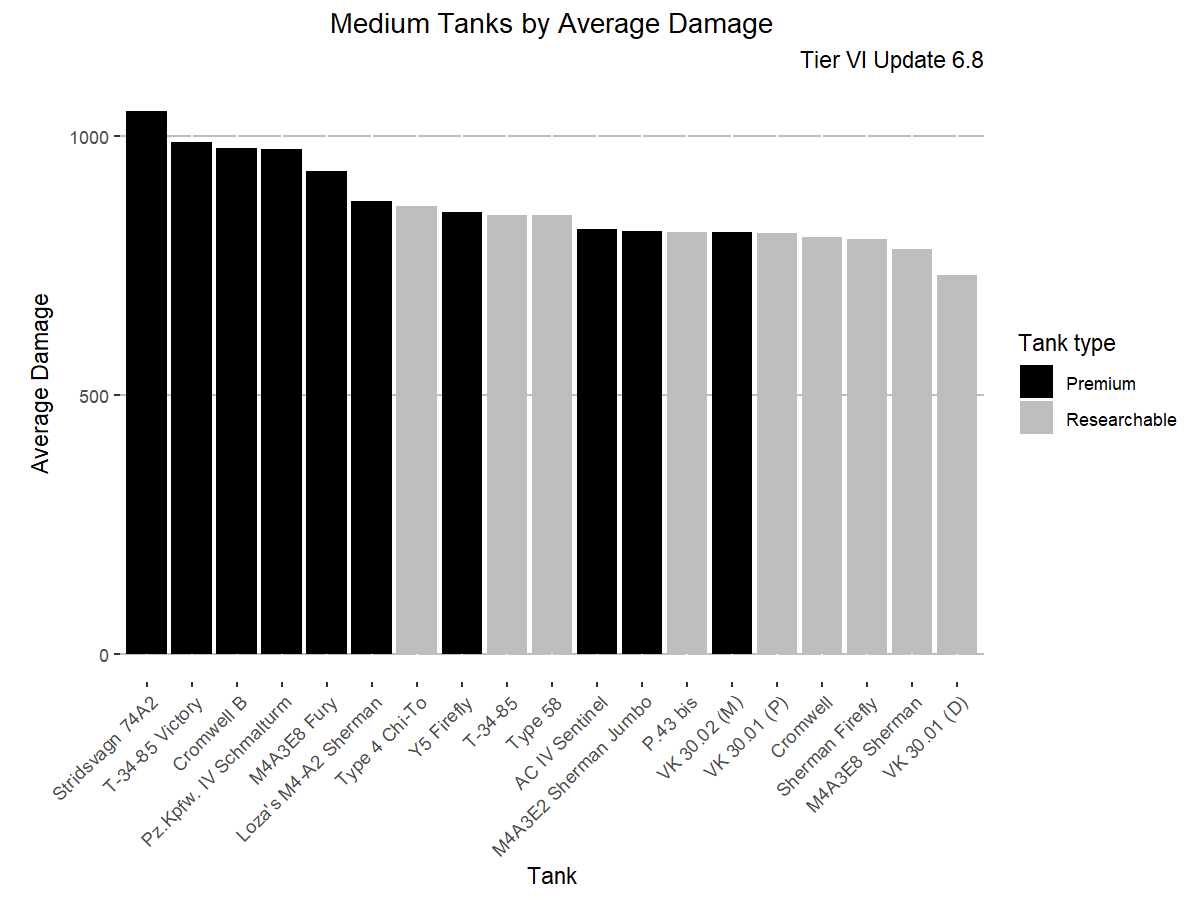 Medium Tanks by Average Damage
Tier VI Update 6.8
1000
500
0
Average Damage
Stridsvagn 74A2
T-34-85 Victory
Cromwell B
Pz.Kpfw. IV Schmalturm
M4A3E8 Fury
Loza's M4-A2 Sherman
Type 4 Chi-To
Y5 Firefly
T-34-85
Type 58
AC IV Sentinel
M4A3E2 Sherman Jumbo
P.43 bis
VK 30.02 (M)
VK 30.01 (P)
Cromwell
Sherman Firefly
M4A3E8 Sherman
VK 30.01 (D)
Tank
Tank type
Premium
Researchable